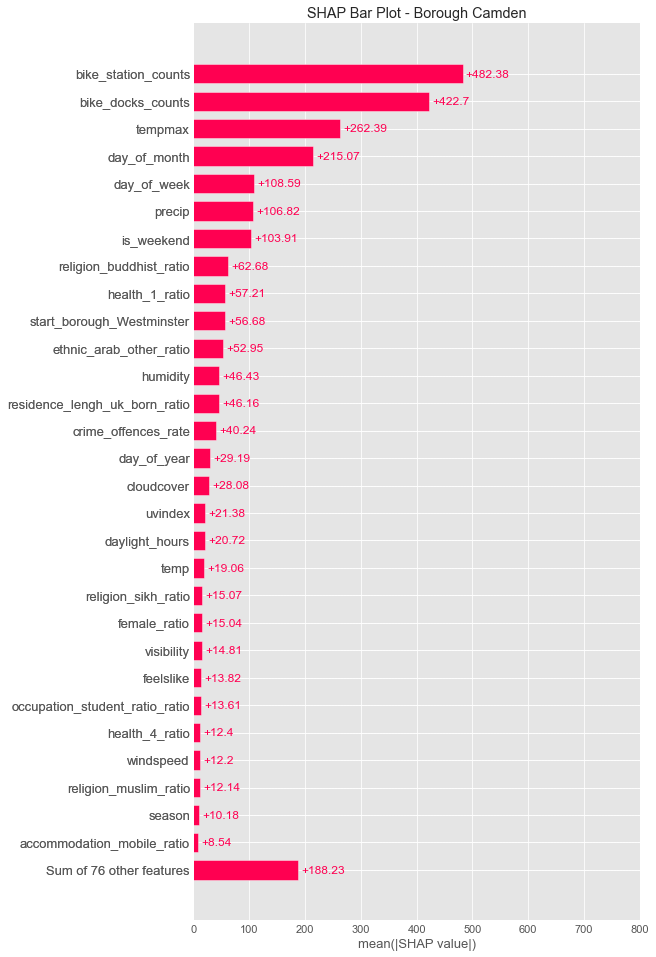 SHAP Bar Plot - Borough Camden
bike_station_counts +482.38
bike_docks_counts +422.7
tempmax +262.39
day_of_month +215.07
day_of_week +108.59
precip +106.82
is_weekend +103.91
religion_buddhist_ratio +62.68
health_1_ratio +57.21
start_borough_Westminster +56.68
ethnic_arab_other_ratio +52.95
humidity +46.43
residence_lengh_uk_born_ratio +46.16
crime_offences_rate +40.24
day_of_year +29.19
cloudcover +28.08
uvindex +21.38
daylight_hours +20.72
temp +19.06
religion_sikh_ratio +15.07
female_ratio +15.04
visibility +14.81
feelslike +13.82
occupation_student_ratio_ratio +13.61
health_4_ratio +12.4
windspeed +12.2
religion_muslim_ratio +12.14
season +10.18
accommodation_mobile_ratio +8.54
Sum of 76 other features +188.23
0 100 200 300 400 500 600 700 800
mean(|SHAP value|)